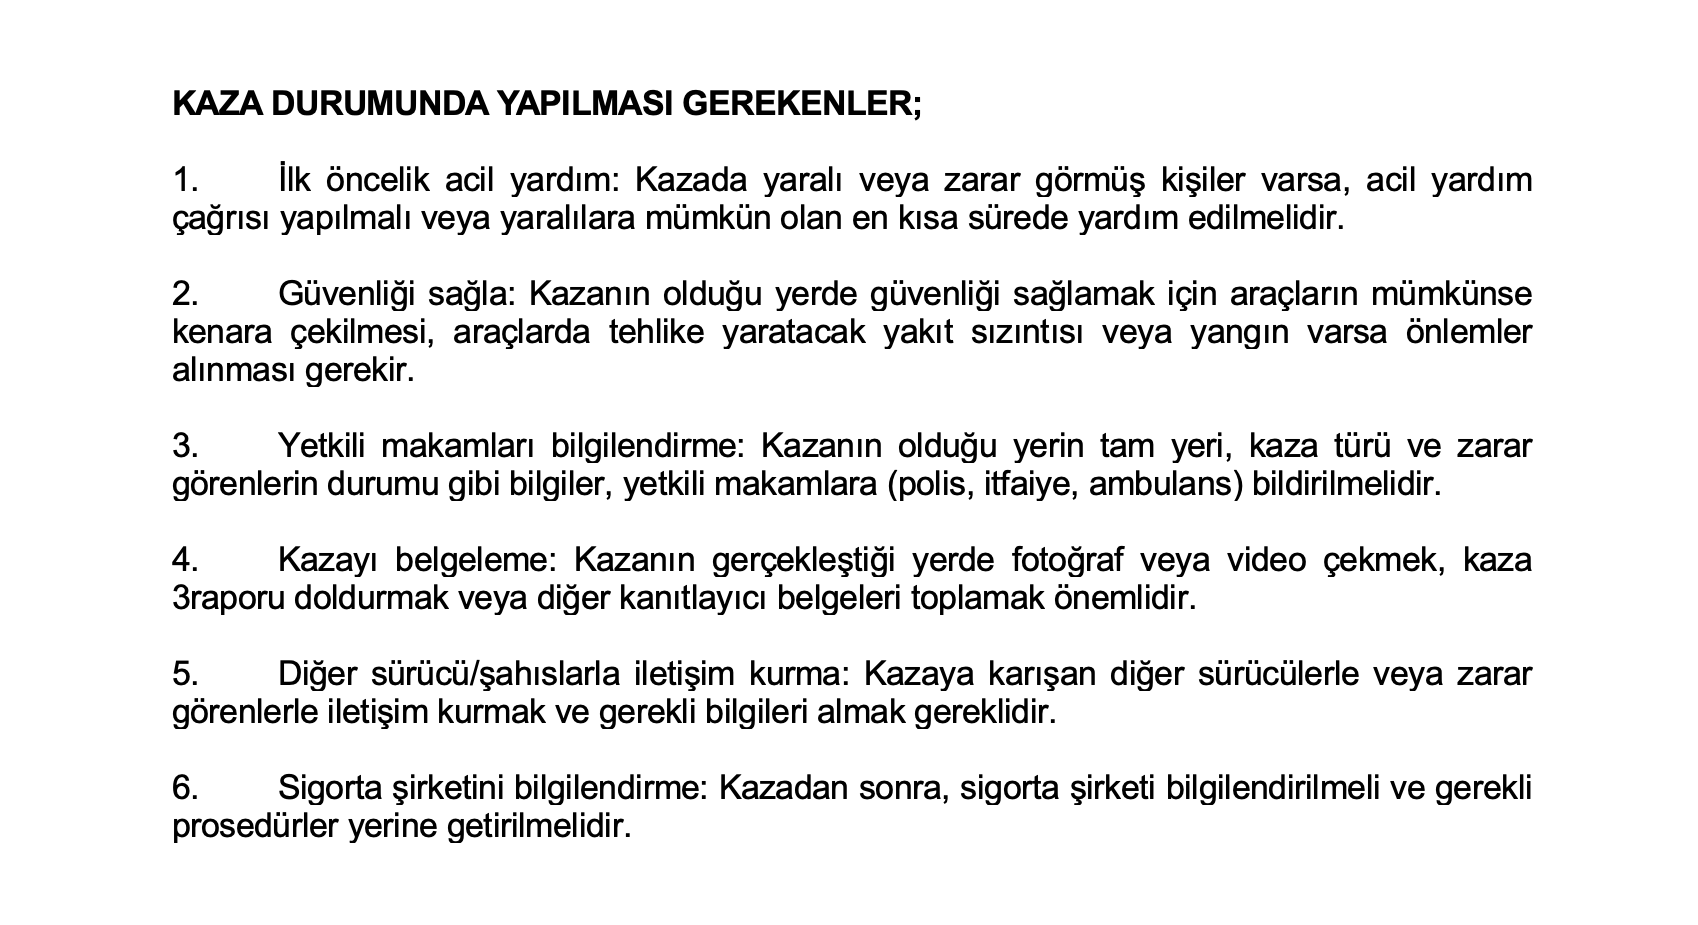 KAZA DURUMUNDA YAPILMASI GEREKENLER;
1. İlk öncelik acil yardım: Kazada yaralı veya zarar görmüş kişiler varsa, acil yardım
çağrısı yapılmalı veya yaralılara mümkün olan en kısa sürede yardım edilmelidir.
2. Güvenliği sağla: Kazanın olduğu yerde güvenliği sağlamak için araçların mümkünse
kenara çekilmesi, araçlarda tehlike yaratacak yakıt sızıntısı veya yangın varsa önlemler
alınması gerekir.
3. Yetkili makamları bilgilendirme: Kazanın olduğu yerin tam yeri, kaza türü ve zarar
görenlerin durumu gibi bilgiler, yetkili makamlara (polis, itfaiye, ambulans) bildirilmelidir.
4. Kazayı belgeleme: Kazanın gerçekleştiği yerde fotoğraf veya video çekmek, kaza
3raporu doldurmak veya diğer kanıtlayıcı belgeleri toplamak önemlidir.
5. Diğer sürücü/şahıslarla iletişim kurma: Kazaya karışan diğer sürücülerle veya zarar
görenlerle iletişim kurmak ve gerekli bilgileri almak gereklidir.
6. Sigorta şirketini bilgilendirme: Kazadan sonra, sigorta şirketi bilgilendirilmeli ve gerekli
prosedürler yerine getirilmelidir.